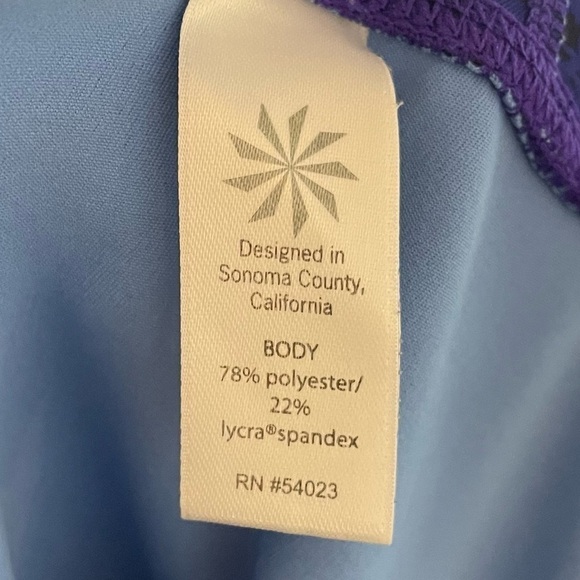 Designed in
Sonoma County,
California
BODY
78% polyester/
22%
lycra®spandex
RN #54023